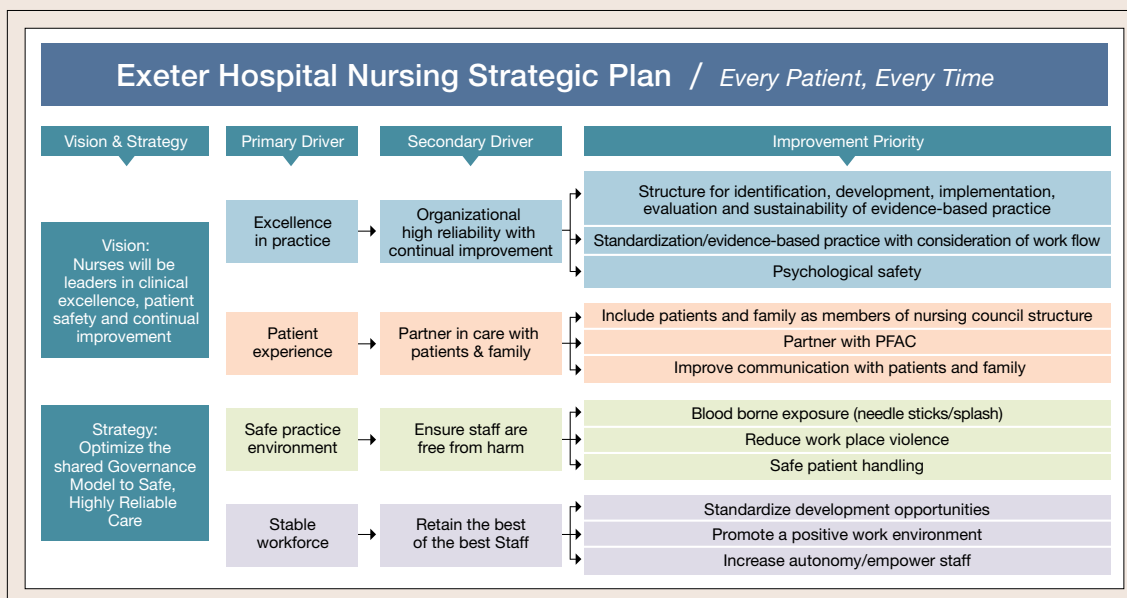 Exeter Hospital Nursing Strategic Plan / Every Patient, Every Time
Vision & Strategy
Primary Driver
Secondary Driver
Improvement Priority
Vision:
Nurses will be
leaders in clinical
excellence, patient
safety and continual
improvement
Strategy:
Optimize the
shared Governance
Model to Safe,
Highly Reliable
Care
Excellence
in practice
Organizational
high reliability with
continual improvement
Structure for identification, development, implementation,
evaluation and sustainability of evidence-based practice
Standardization/evidence-based practice with consideration of work flow
Psychological safety
Patient
experience
Partner in care with
patients & family
Include patients and family as members of nursing council structure
Partner with PFAC
Improve communication with patients and family
Safe practice
environment
Ensure staff are
free from harm
Blood borne exposure (needle sticks/splash)
Reduce work place violence
Safe patient handling
Stable
workforce
Retain the best
of the best Staff
Standardize development opportunities
Promote a positive work environment
Increase autonomy/empower staff